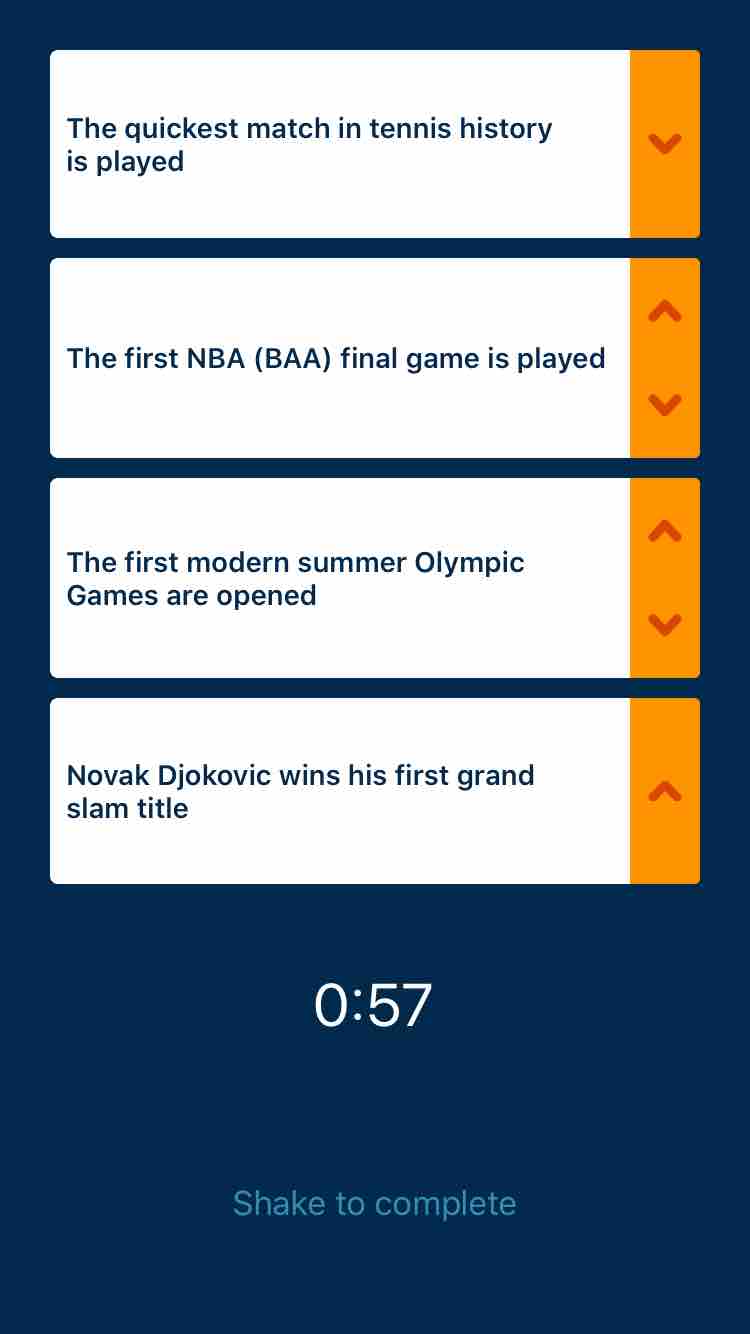 The quickest match in tennis history
is played
The first NBA (BAA) final game is played
The first modern summer Olympic
Games are opened
Novak Djokovic wins his first grand
slam title
0:57
Shake to complete